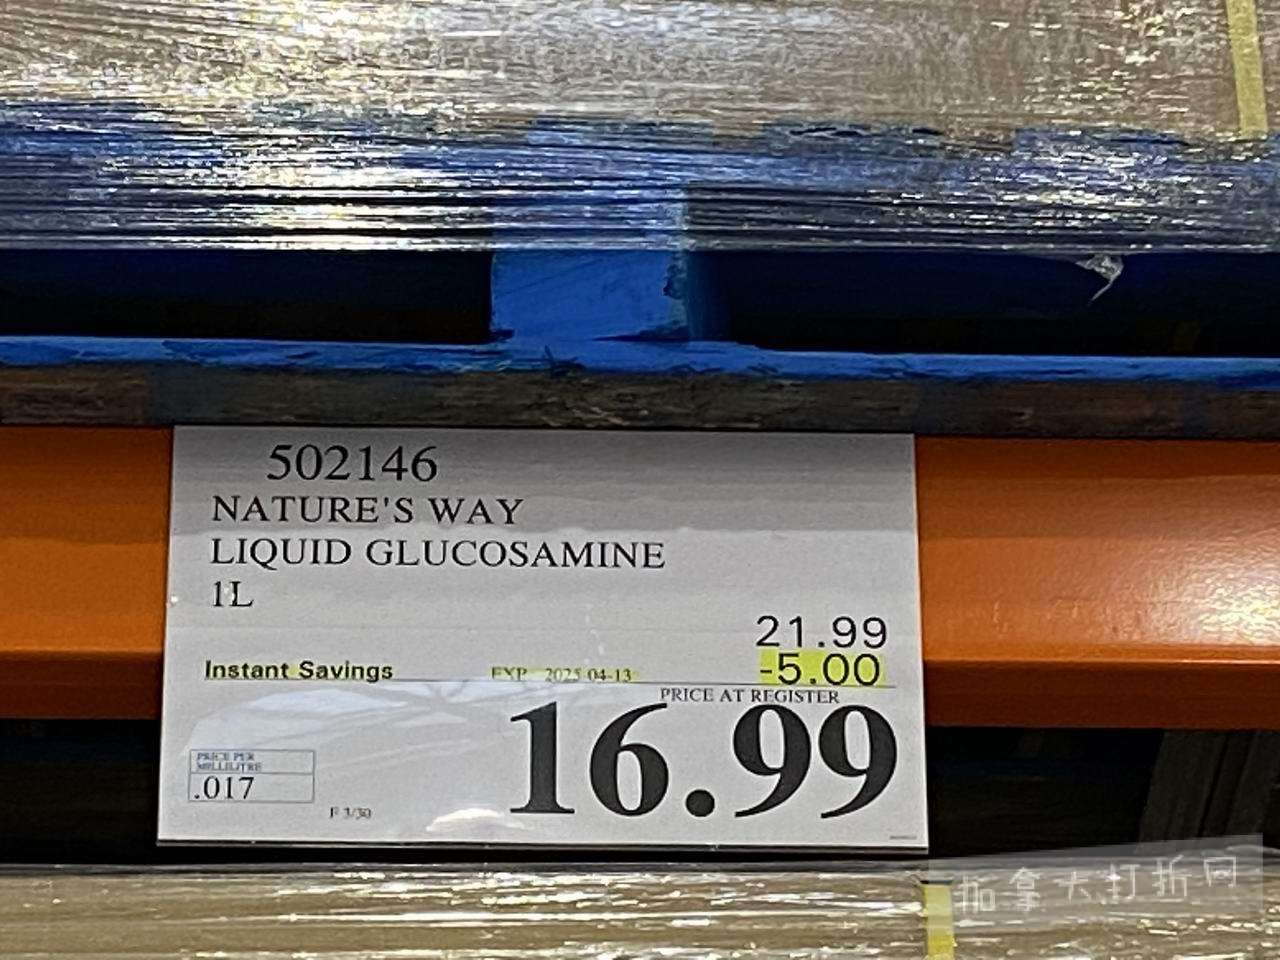 502146
NATURE'S WAY
LIQUID GLUCOSAMINE
1L
21.99
Instant Savings EXP 2025-04-13 -5.00
PRICE AT REGISTER
16.99
PRICE PER
MILLILITRE
.017
P 3/30
加拿大打折网